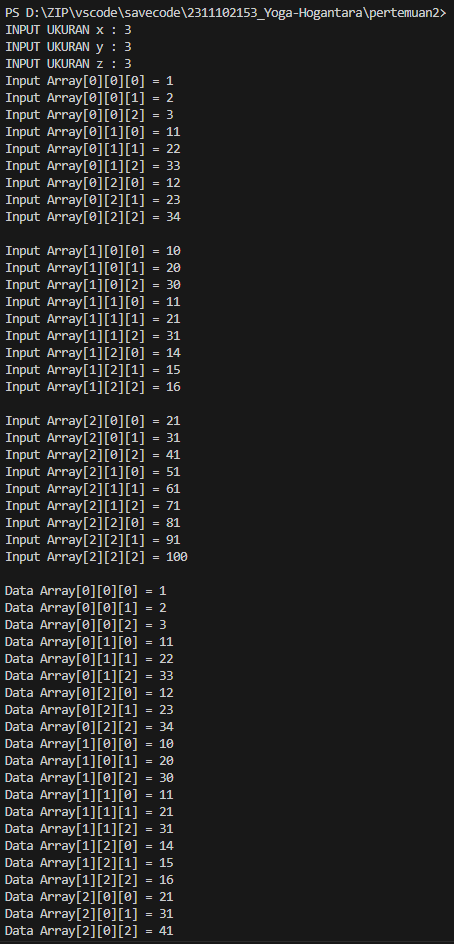 PS D:\ZIP\vscode\savecode\2311102153_Yoga-Hogantara\pertemuan2>
INPUT UKURAN x : 3
INPUT UKURAN y : 3
INPUT UKURAN z : 3
Input Array[0][0][0] = 1
Input Array[0][0][1] = 2
Input Array[0][0][2] = 3
Input Array[0][1][0] = 11
Input Array[0][1][1] = 22
Input Array[0][1][2] = 33
Input Array[0][2][0] = 12
Input Array[0][2][1] = 23
Input Array[0][2][2] = 34

Input Array[1][0][0] = 10
Input Array[1][0][1] = 20
Input Array[1][0][2] = 30
Input Array[1][1][0] = 11
Input Array[1][1][1] = 21
Input Array[1][1][2] = 31
Input Array[1][2][0] = 14
Input Array[1][2][1] = 15
Input Array[1][2][2] = 16

Input Array[2][0][0] = 21
Input Array[2][0][1] = 31
Input Array[2][0][2] = 41
Input Array[2][1][0] = 51
Input Array[2][1][1] = 61
Input Array[2][1][2] = 71
Input Array[2][2][0] = 81
Input Array[2][2][1] = 91
Input Array[2][2][2] = 100

Data Array[0][0][0] = 1
Data Array[0][0][1] = 2
Data Array[0][0][2] = 3
Data Array[0][1][0] = 11
Data Array[0][1][1] = 22
Data Array[0][1][2] = 33
Data Array[0][2][0] = 12
Data Array[0][2][1] = 23
Data Array[0][2][2] = 34
Data Array[1][0][0] = 10
Data Array[1][0][1] = 20
Data Array[1][0][2] = 30
Data Array[1][1][0] = 11
Data Array[1][1][1] = 21
Data Array[1][1][2] = 31
Data Array[1][2][0] = 14
Data Array[1][2][1] = 15
Data Array[1][2][2] = 16
Data Array[2][0][0] = 21
Data Array[2][0][1] = 31
Data Array[2][0][2] = 41